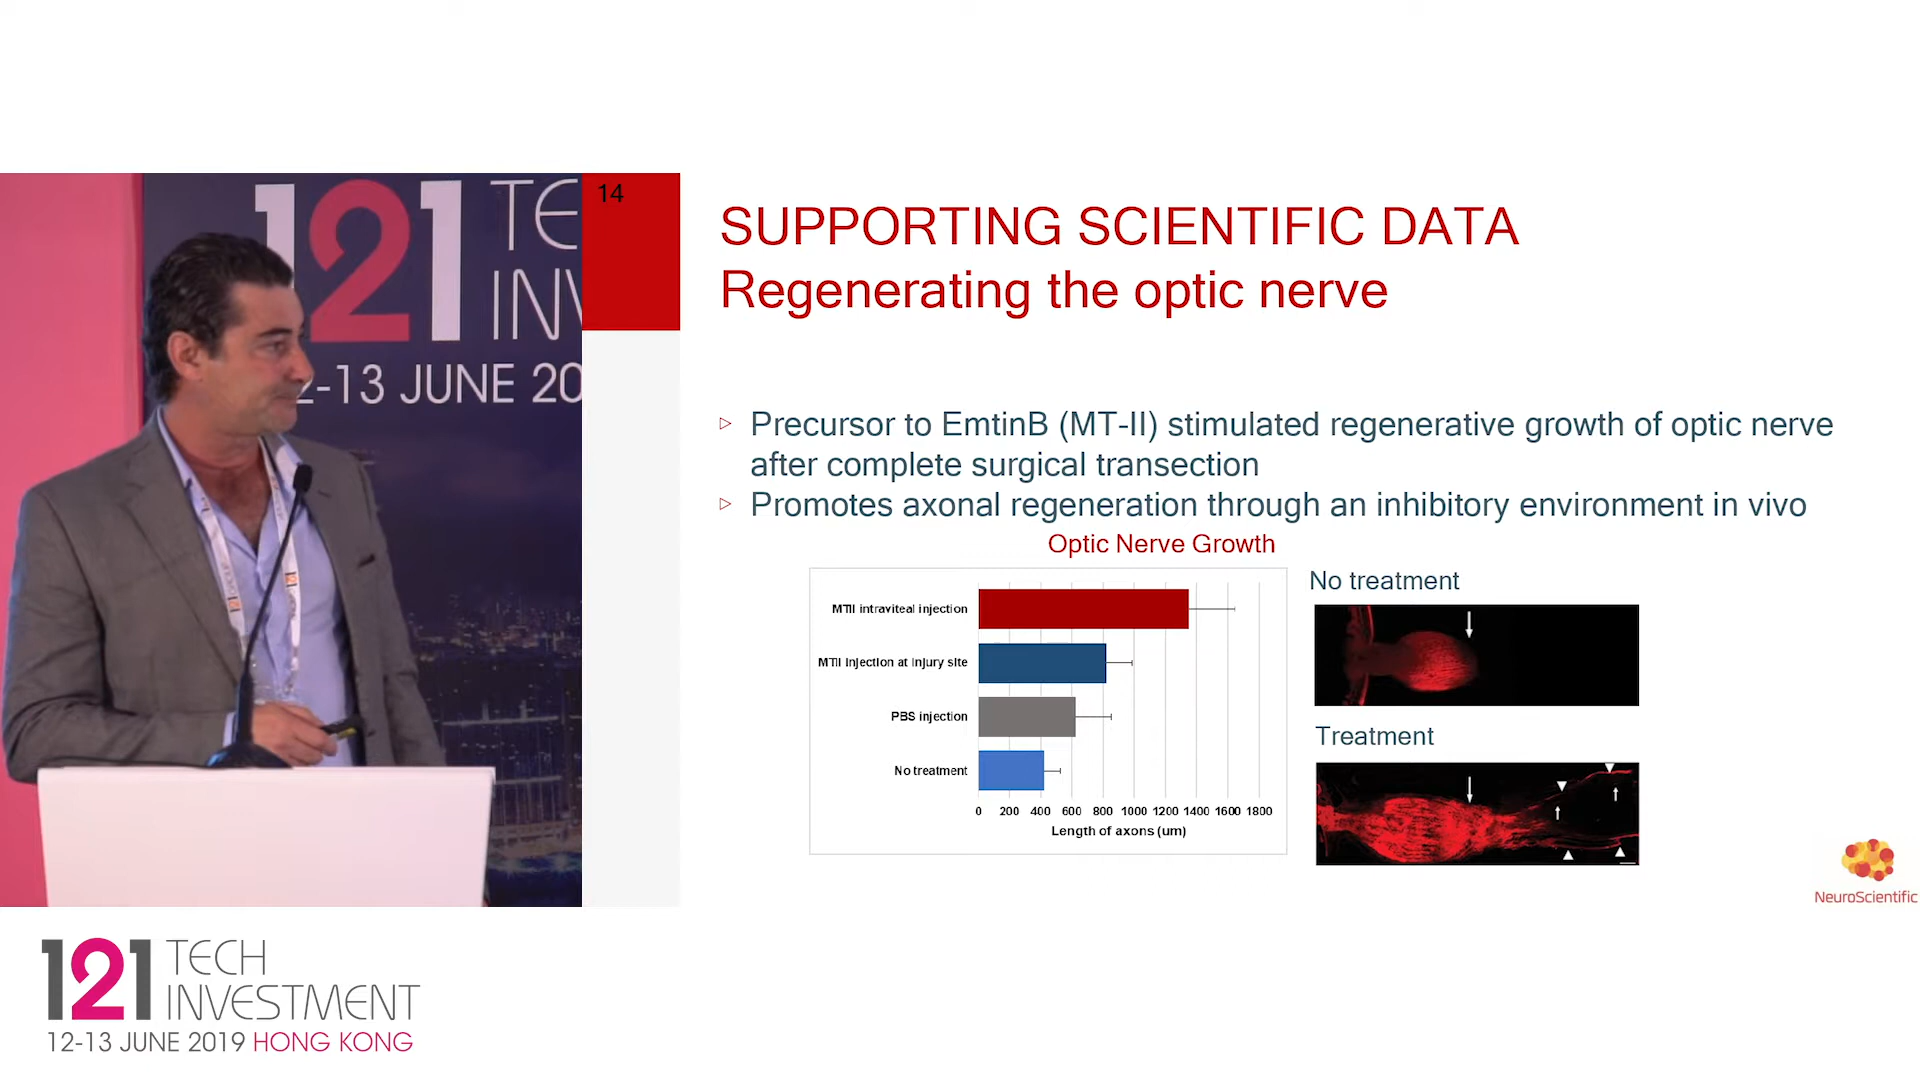 121 TE
INV
2-13 JUNE 20
14
SUPPORTING SCIENTIFIC DATA
Regenerating the optic nerve
Precursor to EmtinB (MT-II) stimulated regenerative growth of optic nerve
after complete surgical transection
Promotes axonal regeneration through an inhibitory environment in vivo
Optic Nerve Growth
MTII intraviteal injection
MTII injection at injury site
PBS injection
No treatment
0 200 400 600 800 1000 1200 1400 1600 1800
Length of axons (um)
No treatment
Treatment
NeuroScientific
121 TECH
INVESTMENT
12-13 JUNE 2019 HONG KONG